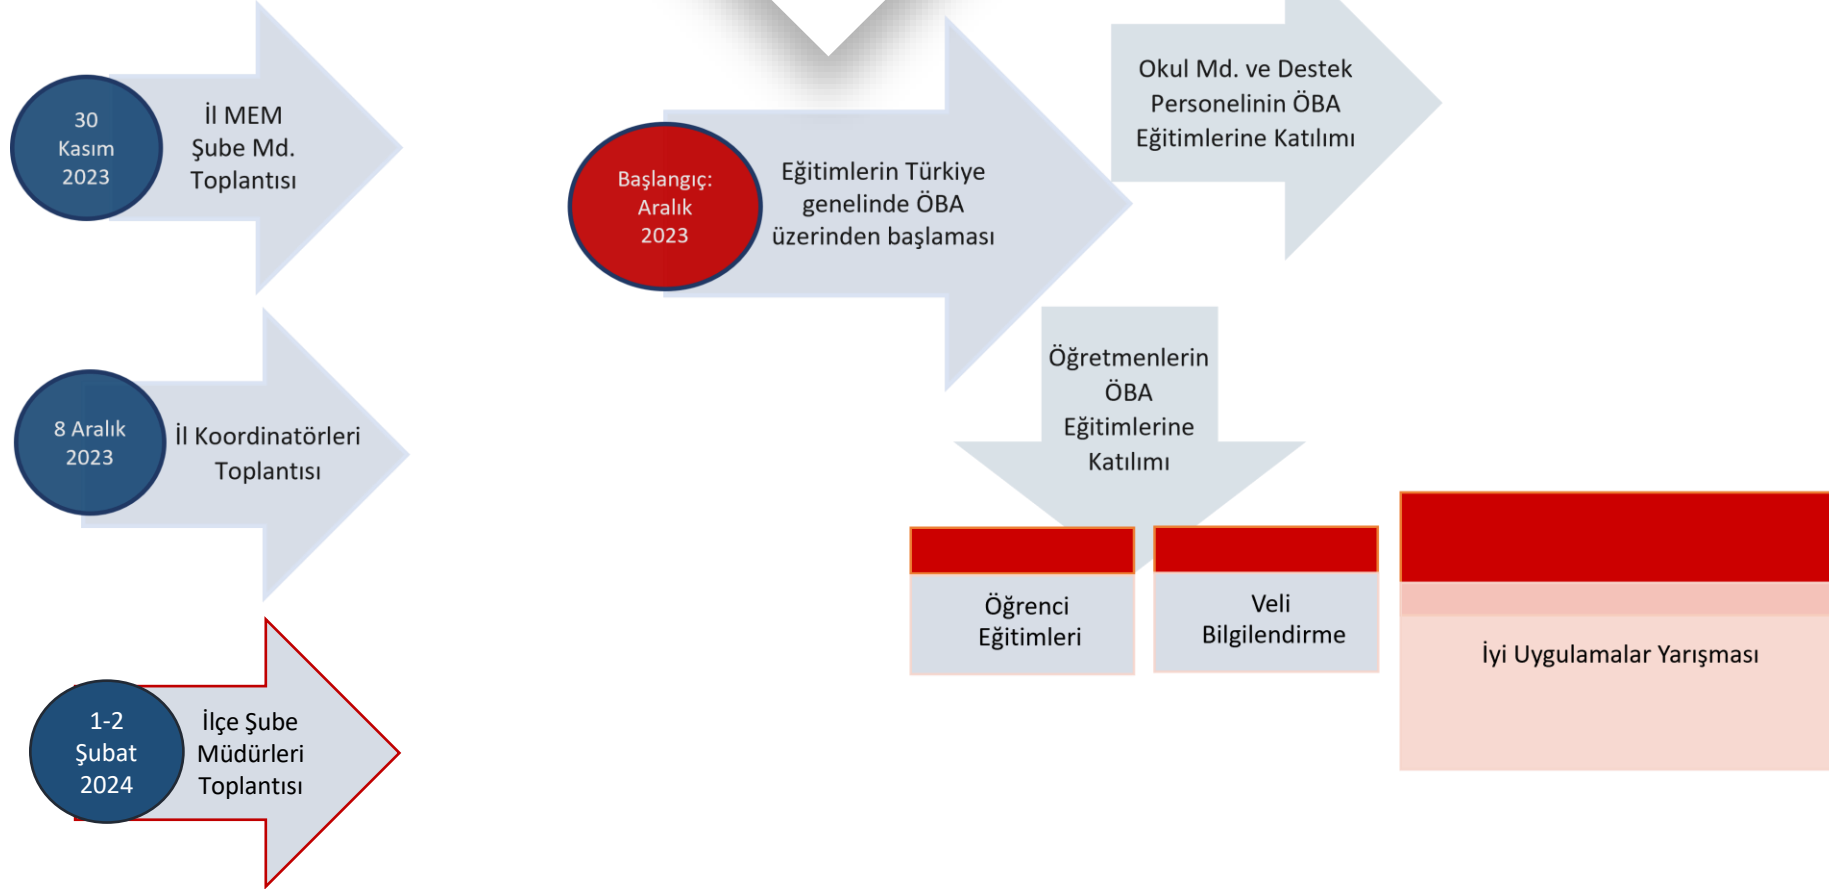 30
Kasım
2023
İl MEM
Şube Md.
Toplantısı
8 Aralık
2023
İl Koordinatörleri
Toplantısı
1-2
Şubat
2024
İlçe Şube
Müdürleri
Toplantısı
Başlangıç:
Aralık
2023
Eğitimlerin Türkiye
genelinde ÖBA
üzerinden başlaması
Okul Md. ve Destek
Personelinin ÖBA
Eğitimlerine Katılımı
Öğretmenlerin
ÖBA
Eğitimlerine
Katılımı
Öğrenci
Eğitimleri
Veli
Bilgilendirme
İyi Uygulamalar Yarışması